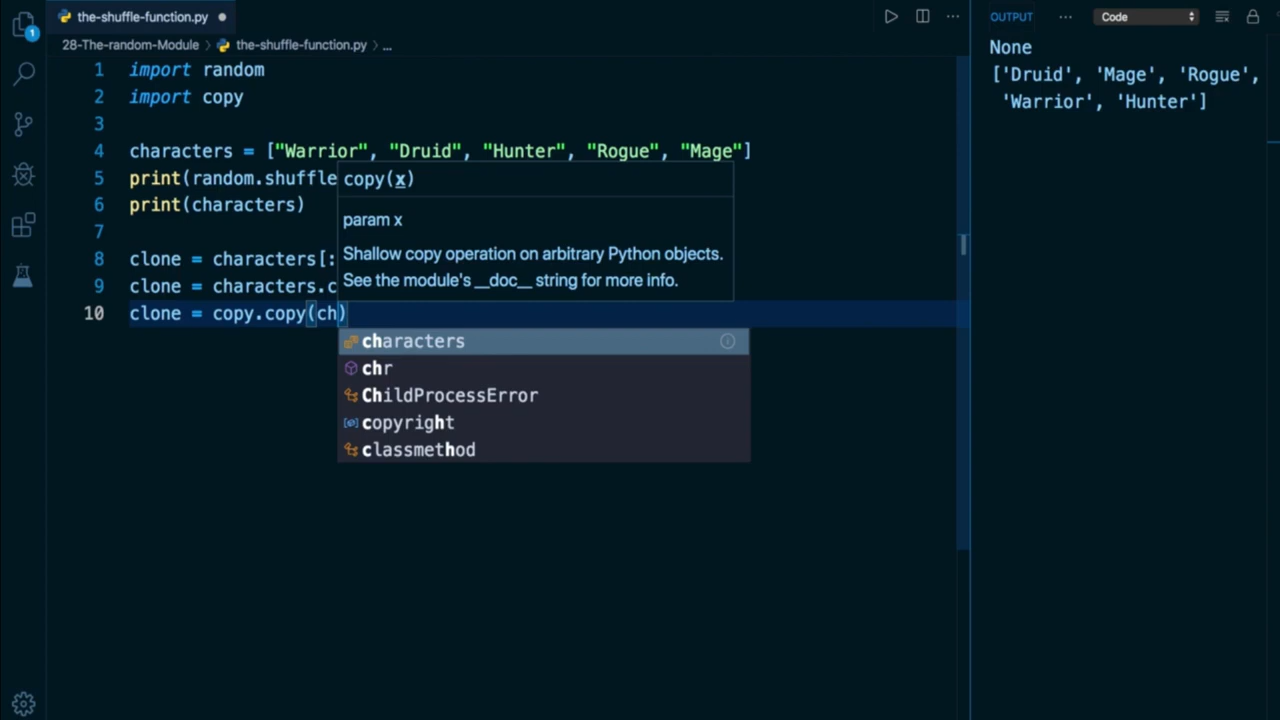 the-shuffle-function.py
28-The-random-Module > the-shuffle-function.py > ...
1 import random
2 import copy
3
4 characters = ["Warrior", "Druid", "Hunter", "Rogue", "Mage"]
5 print(random.shuffle
6 print(characters)
7
8 clone = characters[:
9 clone = characters.c
10 clone = copy.copy(ch)
copy(x)
param x
Shallow copy operation on arbitrary Python objects.
See the module's __doc__ string for more info.
characters
chr
ChildProcessError
copyright
classmethod
1
OUTPUT ... Code
None
['Druid', 'Mage', 'Rogue',
'Warrior', 'Hunter']